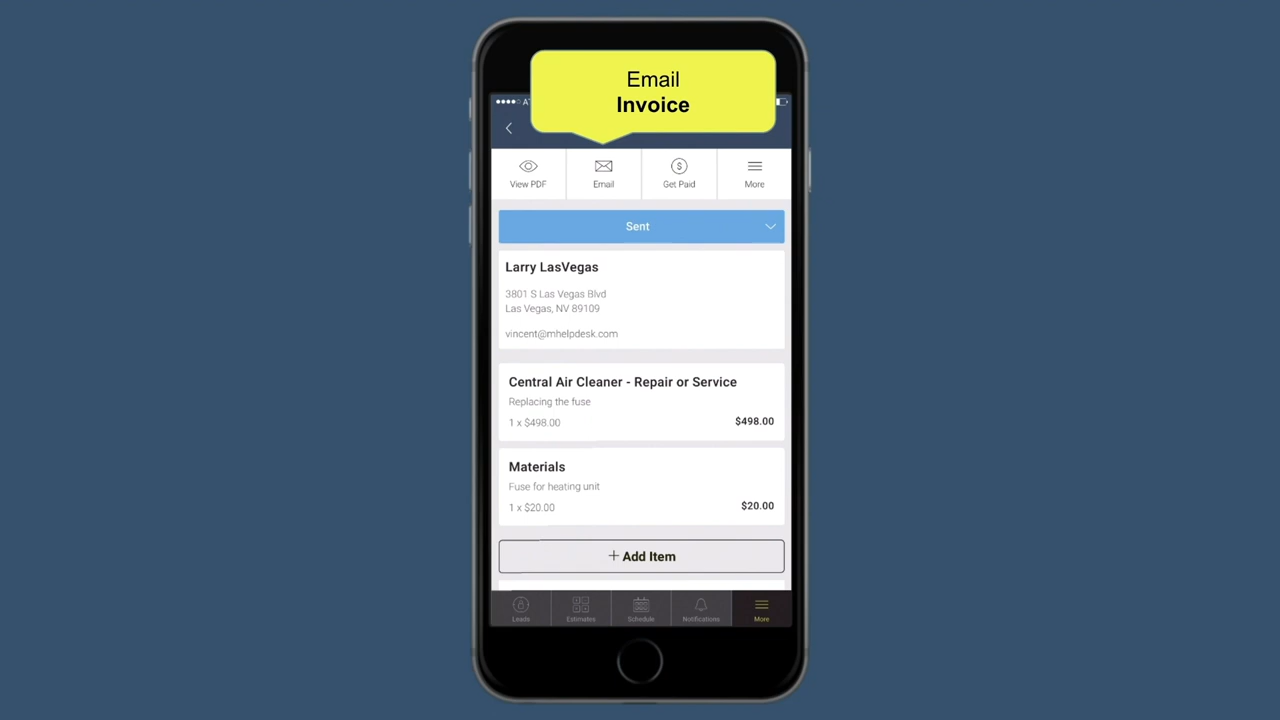 Email
Invoice
View PDF
Email
Get Paid
More
Sent
Larry LasVegas
3801 S Las Vegas Blvd
Las Vegas, NV 89109
vincent@mhelpdesk.com
Central Air Cleaner - Repair or Service
Replacing the fuse
1 x $498.00 $498.00
Materials
Fuse for heating unit
1 x $20.00 $20.00
+ Add Item
Leads
Estimates
Schedule
Notifications
More